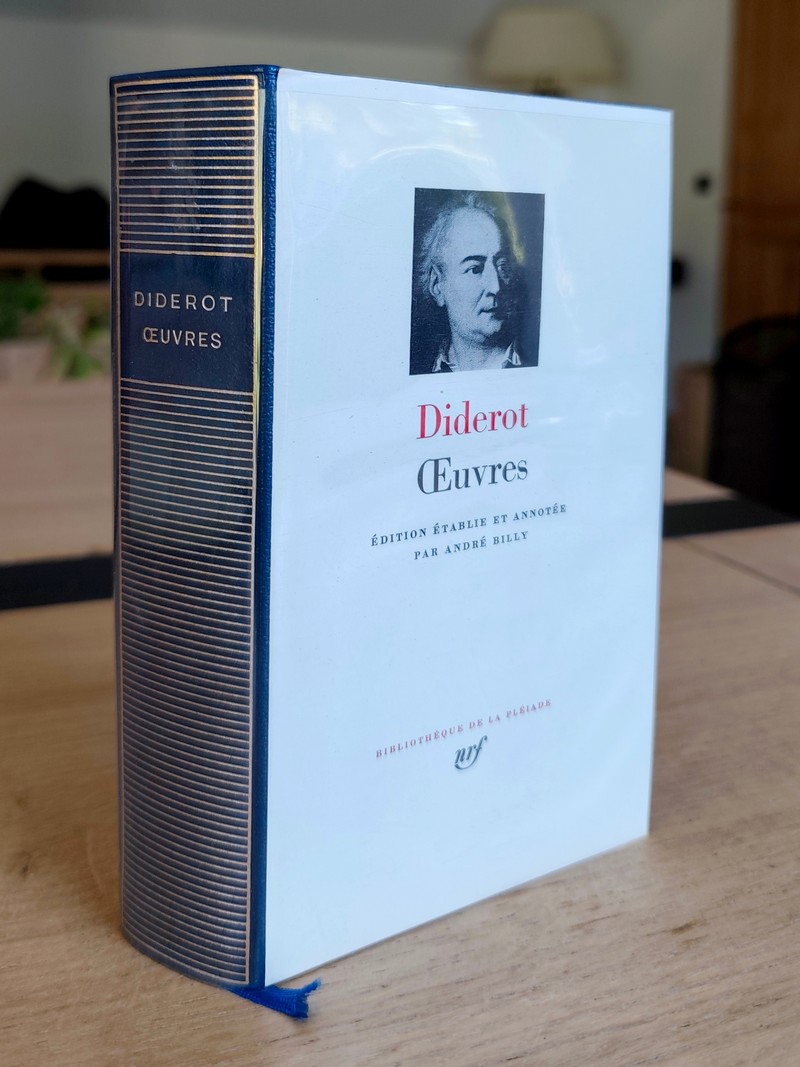 DIDEROT
ŒUVRES
Diderot
Œuvres
ÉDITION ÉTABLIE ET ANNOTÉE
PAR ANDRÉ BILLY
BIBLIOTHÈQUE DE LA PLÉIADE
nrf